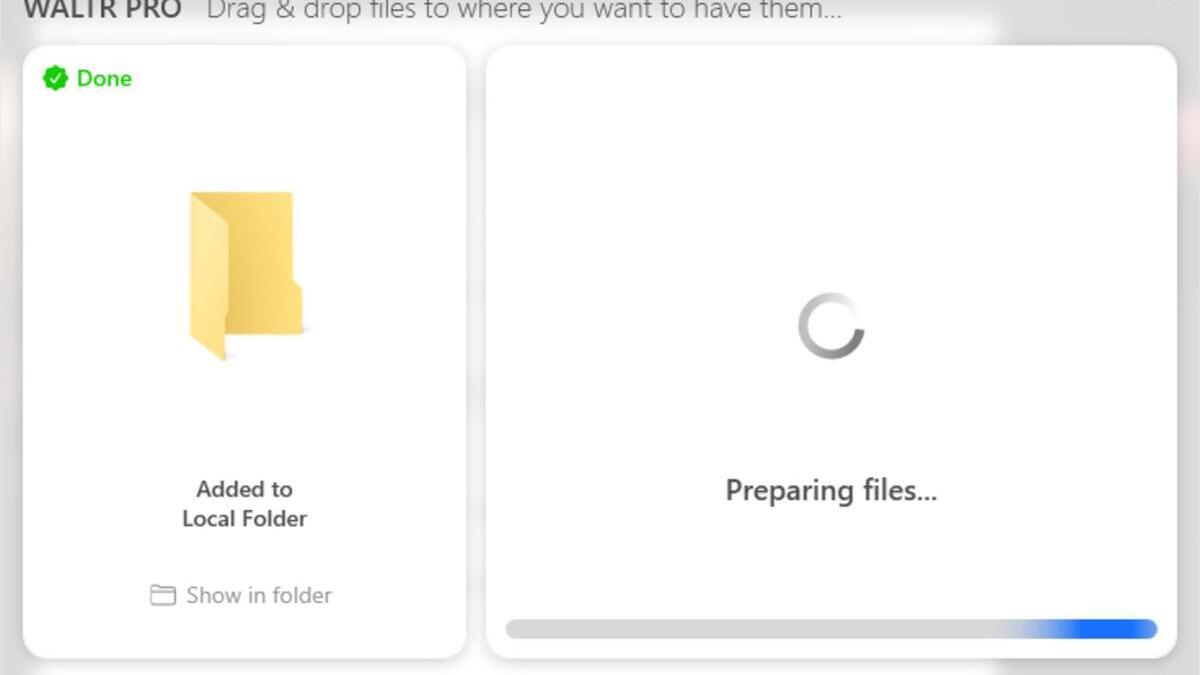 WALTR PRO Drag & drop files to where you want to have them...
Done
Added to
Local Folder
Show in folder
Preparing files...